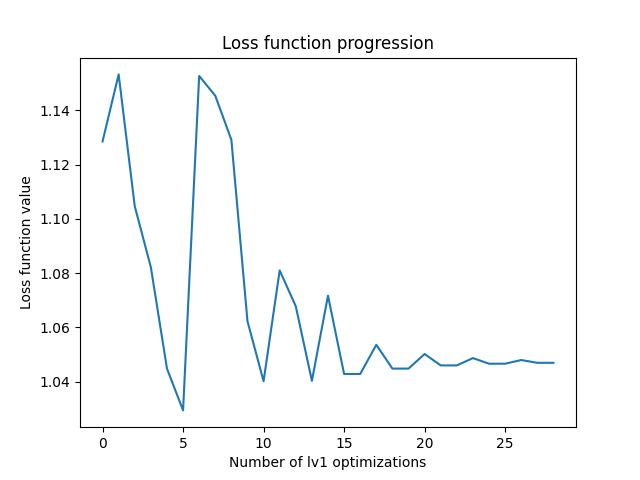 Loss function progression
1.14
1.12
1.10
1.08
1.06
1.04
Loss function value
0 5 10 15 20 25
Number of lv1 optimizations